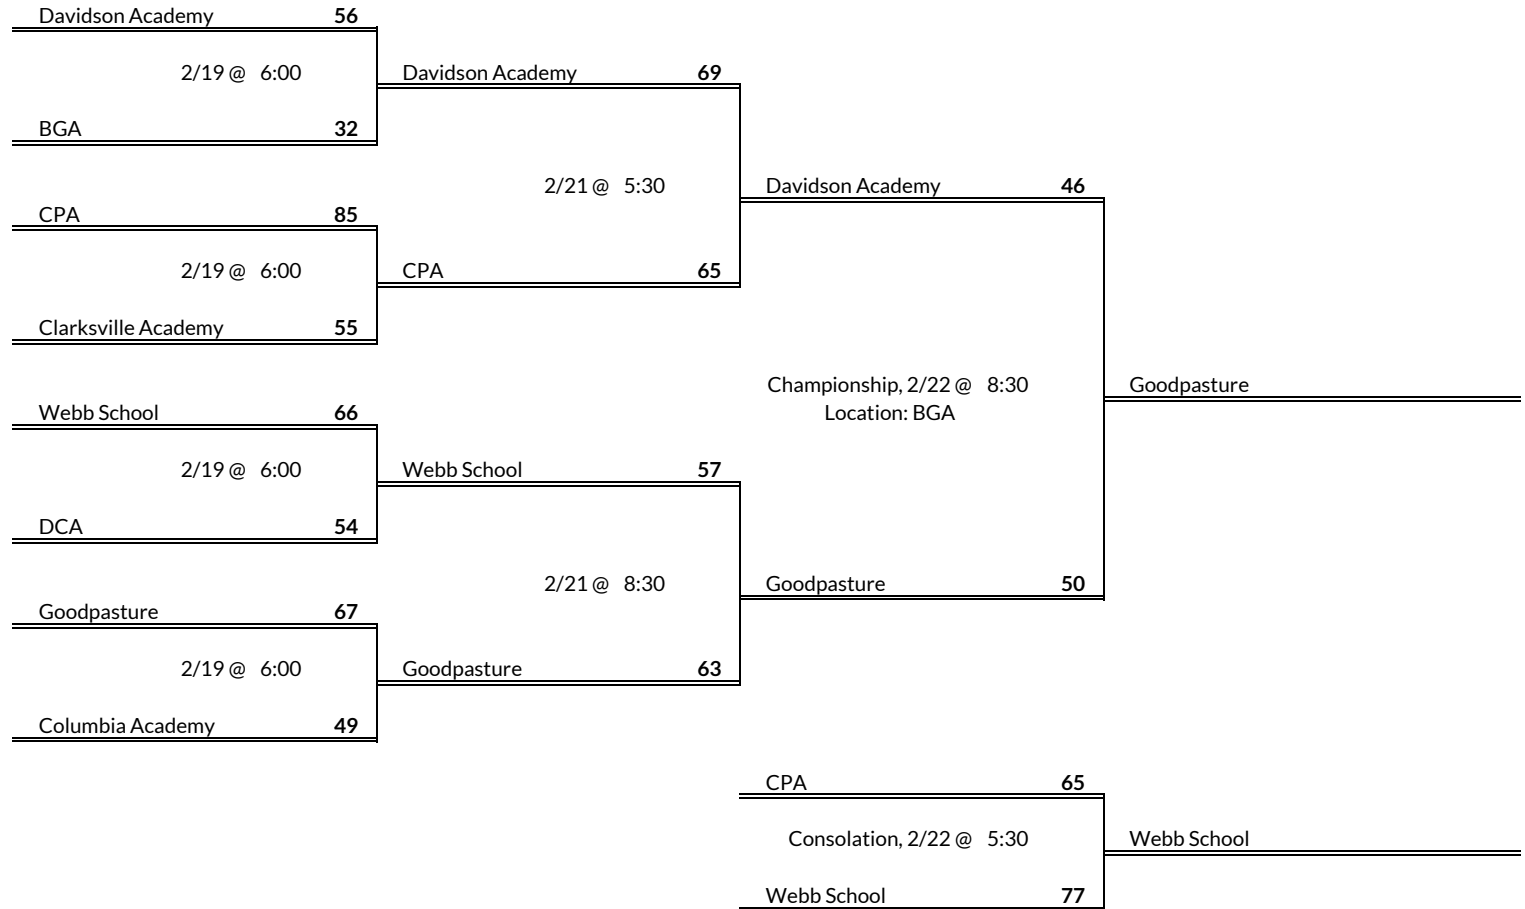 Davidson Academy 56
2/19 @ 6:00
Davidson Academy 69
BGA 32
2/21 @ 5:30
Davidson Academy 46
CPA 85
2/19 @ 6:00
CPA 65
Clarksville Academy 55
Championship, 2/22 @ 8:30
Location: BGA
Goodpasture
Webb School 66
2/19 @ 6:00
Webb School 57
DCA 54
2/21 @ 8:30
Goodpasture 50
Goodpasture 67
2/19 @ 6:00
Goodpasture 63
Columbia Academy 49
CPA 65
Consolation, 2/22 @ 5:30
Webb School
Webb School 77